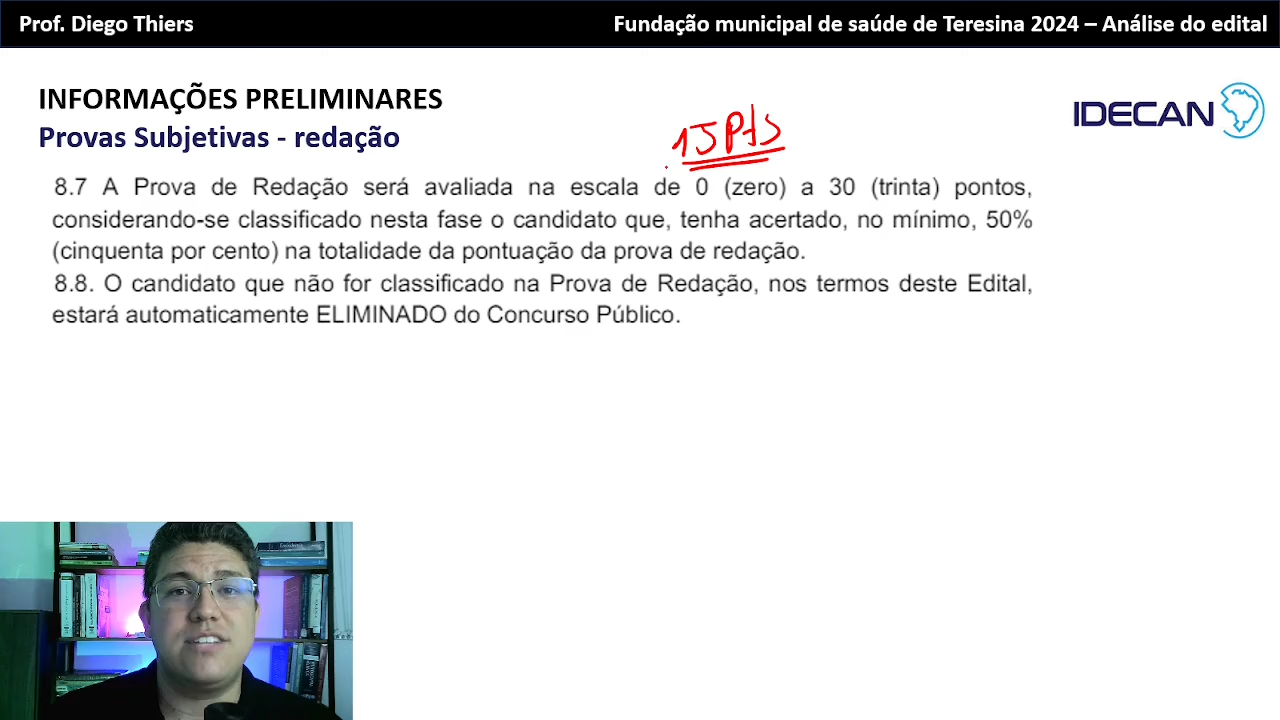 Prof. Diego Thiers
Fundação municipal de saúde de Teresina 2024 – Análise do edital
INFORMAÇÕES PRELIMINARES
Provas Subjetivas - redação
IDECAN
15 Pts
8.7 A Prova de Redação será avaliada na escala de 0 (zero) a 30 (trinta) pontos,
considerando-se classificado nesta fase o candidato que, tenha acertado, no mínimo, 50%
(cinquenta por cento) na totalidade da pontuação da prova de redação.
8.8. O candidato que não for classificado na Prova de Redação, nos termos deste Edital,
estará automaticamente ELIMINADO do Concurso Público.